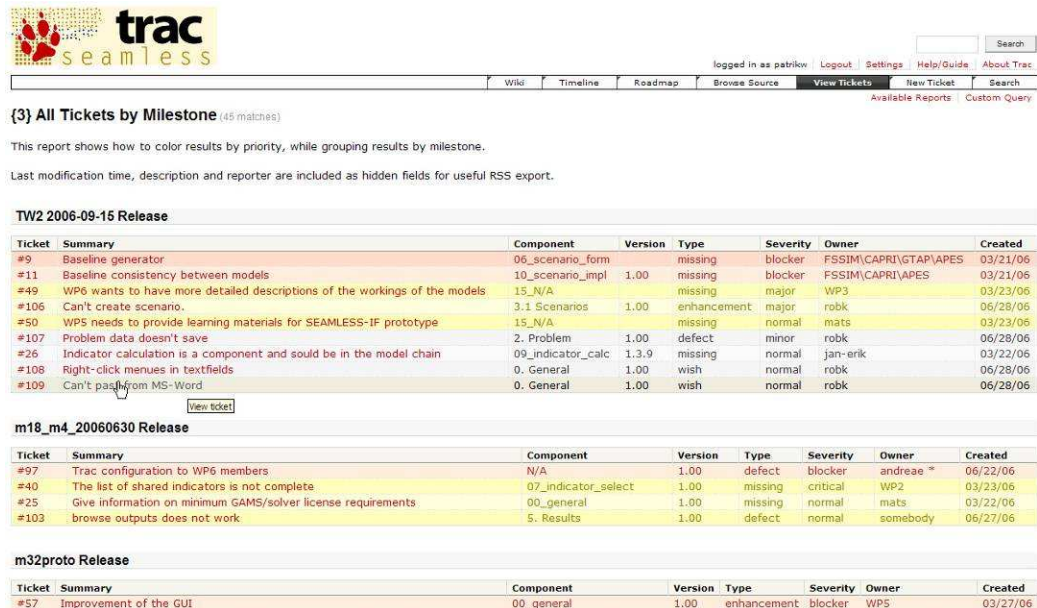 trac
seamless
Search
logged in as patrikw Logout Settings Help/Guide About Trac
Wiki Timeline Roadmap Browse Source View Tickets New Ticket Search
Available Reports Custom Query
{3} All Tickets by Milestone (45 matches)
This report shows how to color results by priority, while grouping results by milestone.
Last modification time, description and reporter are included as hidden fields for useful RSS export.
TW2 2006-09-15 Release
Ticket Summary Component Version Type Severity Owner Created
#9 Baseline generator 06_scenario_form missing blocker FSSIM\CAPRI\GTAP\APES 03/21/06
#11 Baseline consistency between models 10_scenario_impl 1.00 missing blocker FSSIM\CAPRI\APES 03/21/06
#49 WP6 wants to have more detailed descriptions of the workings of the models 15_N/A missing major WP3 03/23/06
#106 Can't create scenario. 3.1 Scenarios 1.00 enhancement major robk 06/28/06
#50 WP5 needs to provide learning materials for SEAMLESS-IF prototype 15_N/A missing normal mats 03/23/06
#107 Problem data doesn't save 2. Problem 1.00 defect minor robk 06/28/06
#26 Indicator calculation is a component and sould be in the model chain 09_indicator_calc 1.3.9 missing normal jan-erik 03/22/06
#108 Right-click menues in textfields 0. General 1.00 wish normal robk 06/28/06
#109 Can't past from MS-Word 0. General 1.00 wish normal robk 06/28/06
View ticket
m18_m4_20060630 Release
Ticket Summary Component Version Type Severity Owner Created
#97 Trac configuration to WP6 members N/A 1.00 defect blocker andreae * 06/22/06
#40 The list of shared indicators is not complete 07_indicator_select 1.00 missing critical WP2 03/23/06
#25 Give information on minimum GAMS/solver license requirements 00_general 1.00 missing normal mats 03/22/06
#103 browse outputs does not work 5. Results 1.00 defect normal somebody 06/27/06
m32proto Release
Ticket Summary Component Version Type Severity Owner Created
#57 Improvement of the GUI 00_general 1.00 enhancement blocker WP5 03/27/06